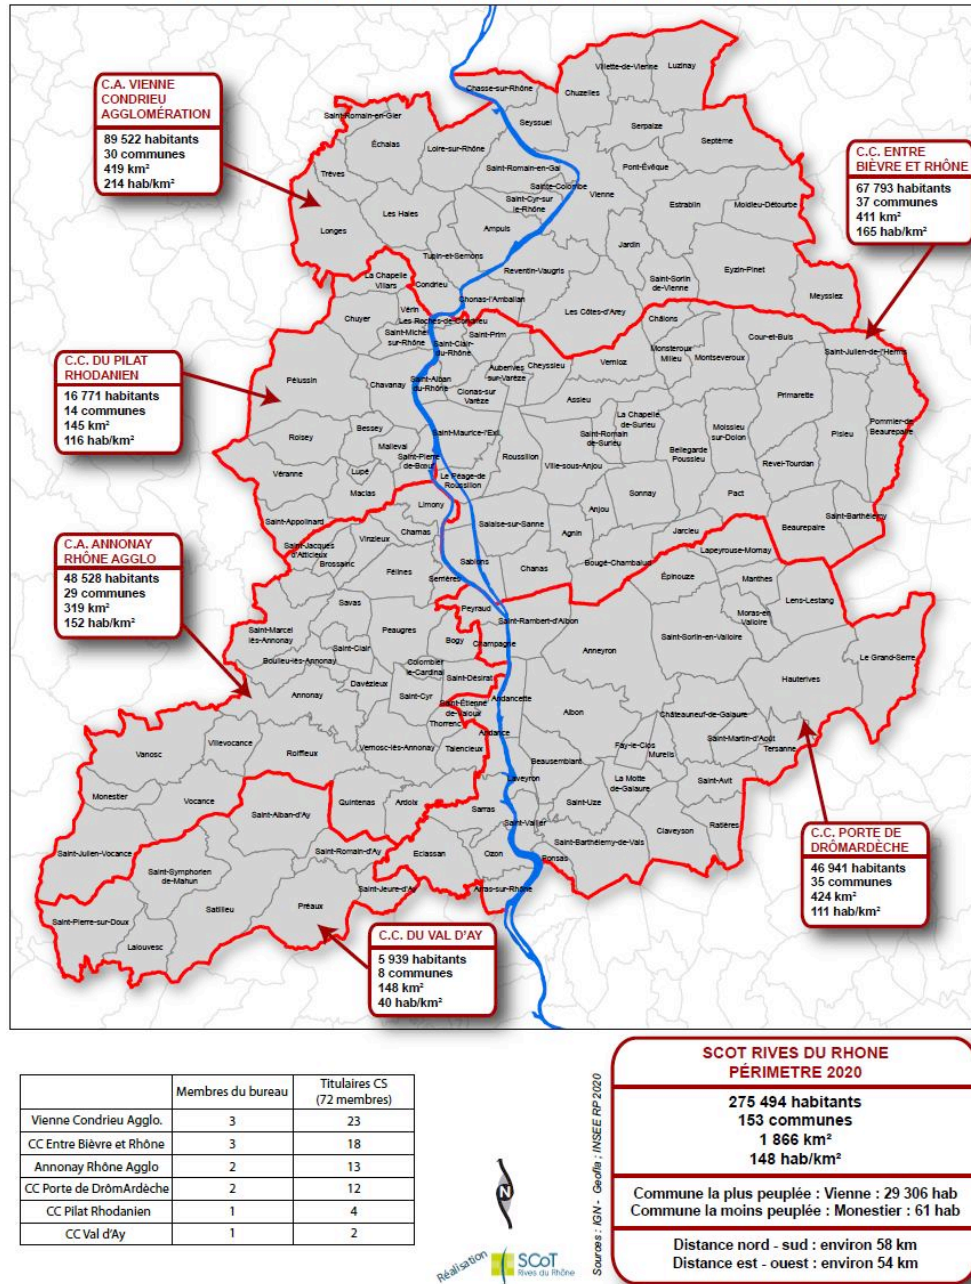 C.A. VIENNE
CONDRIEU
AGGLOMÉRATION
89 522 habitants
30 communes
419 km²
214 hab/km²
C.C. ENTRE
BIÈVRE ET RHÔNE
67 793 habitants
37 communes
411 km²
165 hab/km²
C.C. DU PILAT
RHODANIEN
16 771 habitants
14 communes
145 km²
116 hab/km²
C.A. ANNONAY
RHÔNE AGGLO
48 528 habitants
29 communes
319 km²
152 hab/km²
C.C. PORTE DE
DRÔMARDÈCHE
46 941 habitants
35 communes
424 km²
111 hab/km²
C.C. DU VAL D'AY
5 939 habitants
8 communes
148 km²
40 hab/km²
Villette-de-Vienne
Luzinay
Chasse-sur-Rhône
Chuzelles
Seyssuel
Serpaize
Septème
Saint-Romain-en-Gier
Échalas
Loire-sur-Rhône
Saint-Romain-en-Gal
Pont-Évêque
Trèves
Sainte-Colombe
Vienne
Saint-Cyr-sur
le-Rhône
Estrablin
Moidieu-Détourbe
Les Haies
Longes
Ampuis
Jardin
Tupin-et-Semons
Reventin-Vaugris
Eyzin-Pinet
Saint-Sorlin
de-Vienne
Meyssiez
La Chapelle
Villars
Condrieu
Chonas-l'Amballan
Les Côtes-d'Arey
Vérin
Chuyer
Les Roches-de-Condrieu
Saint-Michel
sur-Rhône
Saint-Clair
du-Rhône
Saint-Prim
Châlons
Cour-et-Buis
Monsteroux
Milieu
Montseveroux
Saint-Julien-de-l'Herms
Vernioz
Cheyssieu
Auberives
sur-Varèze
Pélussin
Chavanay
Saint-Alban
du-Rhône
Clonas-sur
Varèze
Assieu
Primarette
La Chapelle
de-Surieu
Pommier-de
Beaurepaire
Bessey
Roisey
Malleval
Saint-Maurice-l'Exil
Saint-Romain
de-Surieu
Moissieu
sur-Dolon
Pisieu
Bellegarde
Poussieu
Revel-Tourdan
Saint-Pierre
de-Bœuf
Roussillon
Ville-sous-Anjou
Véranne
Lupé
Le Péage-de
Roussillon
Maclas
Sonnay
Pact
Limony
Anjou
Saint-Appolinard
Salaise-sur-Sanne
Agnin
Jarcieu
Beaurepaire
Saint-Barthélemy
Charnas
Vinzieux
Saint-Jacques
d'Atticieux
Brossainc
Félines
Sablons
Chanas
Bougé-Chambalud
Lapeyrouse-Mornay
Serrières
Épinouze
Manthes
Lens-Lestang
Savas
Peyraud
Saint-Rambert-d'Albon
Moras-en
Valloire
Peaugres
Saint-Marcel
lès-Annonay
Saint-Clair
Bogy
Champagne
Anneyron
Saint-Sorlin-en-Valloire
Le Grand-Serre
Boulieu-lès-Annonay
Colombier
le-Cardinal
Saint-Désirat
Hauterives
Annonay
Davézieux
Saint-Cyr
Andancette
Albon
Saint-Étienne
de-Valoux
Thorrenc
Châteauneuf-de-Galaure
Saint-Martin-d'Août
Tersanne
Villevocance
Roiffieux
Vernosc-lès-Annonay
Talencieux
Andance
Fay-le-Clos
Mureils
Vanosc
Beausemblant
Saint-Avit
Monestier
Vocance
Quintenas
Ardoix
Laveyron
La Motte
de-Galaure
Saint-Alban-d'Ay
Sarras
Saint-Uze
Saint-Vallier
Claveyson
Ratières
Saint-Julien-Vocance
Saint-Romain-d'Ay
Saint-Barthélemy-de-Vals
Eclassan
Ozon
Ponsas
Saint-Symphorien
de-Mahun
Saint-Jeure-d'Ay
Arras-sur-Rhône
Satillieu
Préaux
Saint-Pierre-sur-Doux
Lalouvesc
Membres du bureau
Titulaires CS
(72 membres)
Vienne Condrieu Agglo. 3 23
CC Entre Bièvre et Rhône 3 18
Annonay Rhône Agglo 2 13
CC Porte de DrômArdèche 2 12
CC Pilat Rhodanien 1 4
CC Val d'Ay 1 2
N
Réalisation
SCoT
Rives du Rhône
Sources : IGN - Geofla ; INSEE RP 2020
SCOT RIVES DU RHONE
PÉRIMETRE 2020
275 494 habitants
153 communes
1 866 km²
148 hab/km²
Commune la plus peuplée : Vienne : 29 306 hab
Commune la moins peuplée : Monestier : 61 hab
Distance nord - sud : environ 58 km
Distance est - ouest : environ 54 km